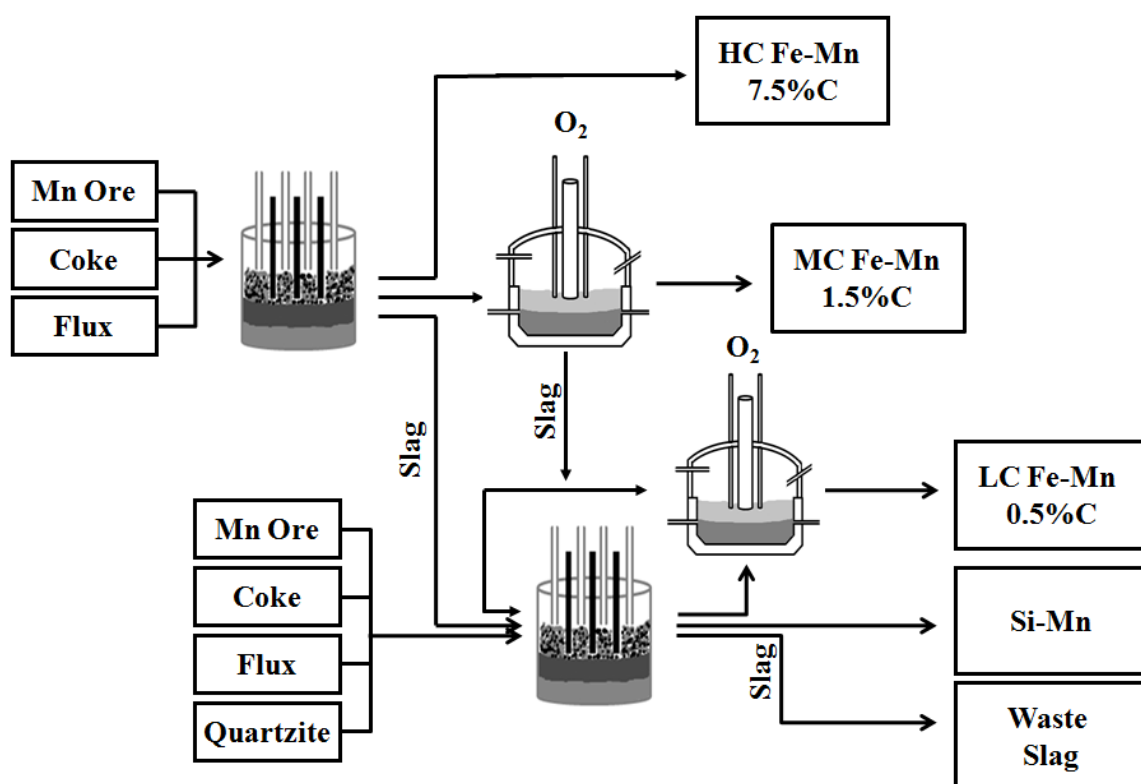 HC Fe-Mn
7.5%C
O₂
Mn Ore
Coke
Flux
MC Fe-Mn
1.5%C
O₂
Slag
Slag
LC Fe-Mn
0.5%C
Mn Ore
Coke
Flux
Quartzite
Si-Mn
Slag
Waste
Slag